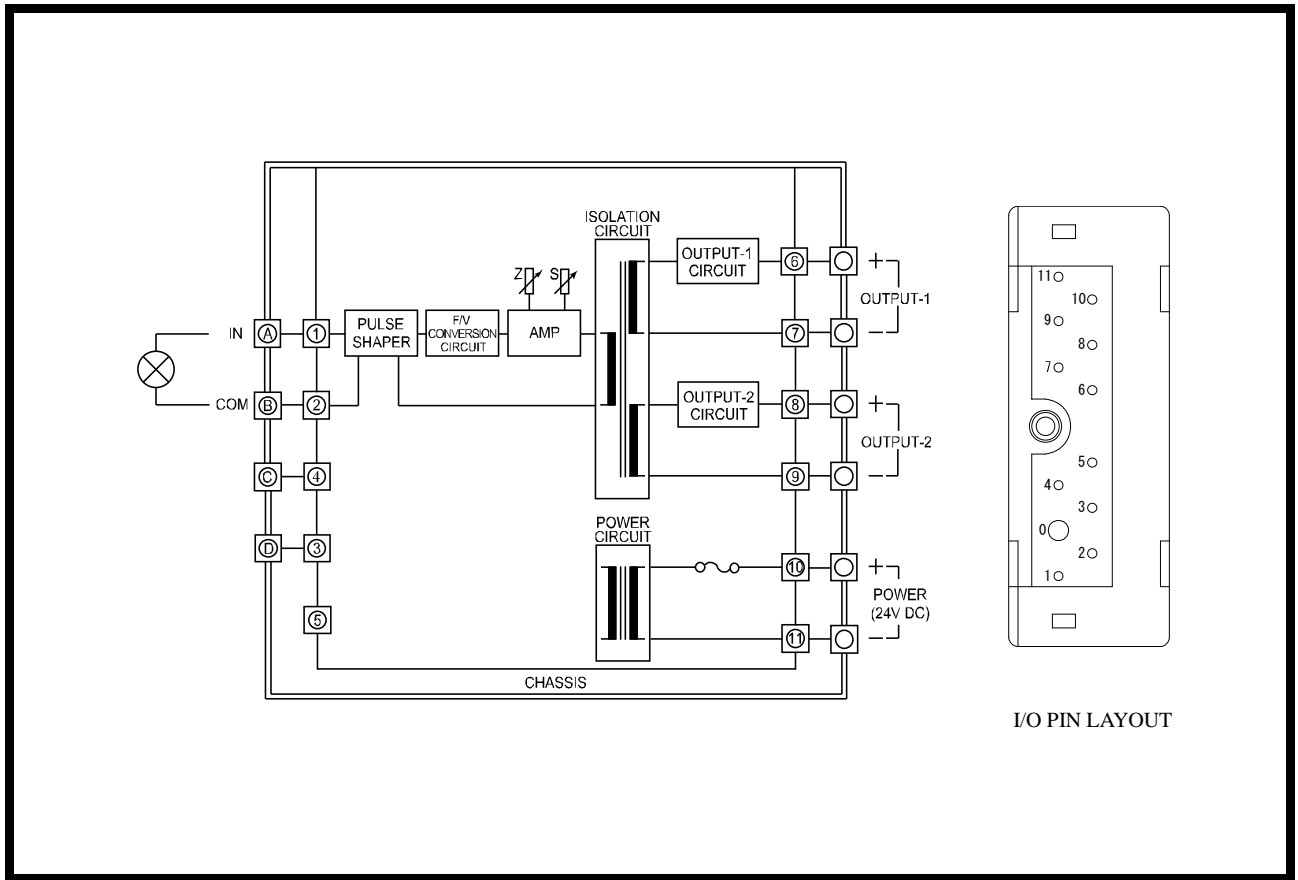 ISOLATION
CIRCUIT
OUTPUT-1
CIRCUIT
6
+
OUTPUT-1
Z
S
IN
A
1
PULSE
SHAPER
F/V
CONVERSION
CIRCUIT
AMP
7
−
COM
B
2
OUTPUT-2
CIRCUIT
8
+
OUTPUT-2
C
4
9
−
D
3
POWER
CIRCUIT
10
+
POWER
(24V DC)
5
11
−
CHASSIS
11
10
9
8
7
6
5
4
3
0
2
1
I/O PIN LAYOUT